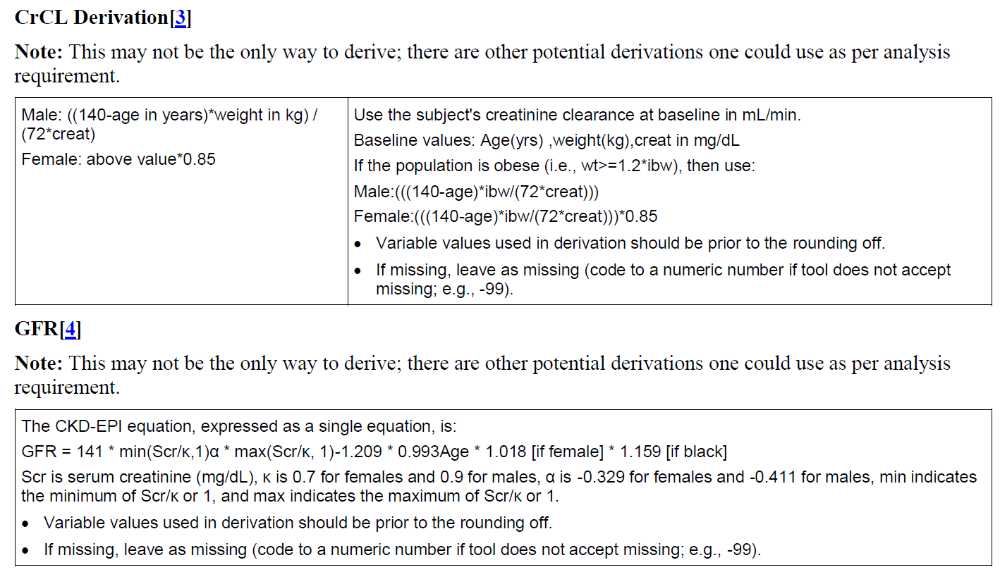 CrCL Derivation[3]
Note: This may not be the only way to derive; there are other potential derivations one could use as per analysis
requirement.
Male: ((140-age in years)*weight in kg) /
(72*creat)
Female: above value*0.85
Use the subject's creatinine clearance at baseline in mL/min.
Baseline values: Age(yrs) ,weight(kg),creat in mg/dL
If the population is obese (i.e., wt>=1.2*ibw), then use:
Male:(((140-age)*ibw/(72*creat)))
Female:(((140-age)*ibw/(72*creat)))*0.85
• Variable values used in derivation should be prior to the rounding off.
• If missing, leave as missing (code to a numeric number if tool does not accept
missing; e.g., -99).
GFR[4]
Note: This may not be the only way to derive; there are other potential derivations one could use as per analysis
requirement.
The CKD-EPI equation, expressed as a single equation, is:
GFR = 141 * min(Scr/κ,1)α * max(Scr/κ, 1)-1.209 * 0.993Age * 1.018 [if female] * 1.159 [if black]
Scr is serum creatinine (mg/dL), κ is 0.7 for females and 0.9 for males, α is -0.329 for females and -0.411 for males, min indicates
the minimum of Scr/κ or 1, and max indicates the maximum of Scr/κ or 1.
• Variable values used in derivation should be prior to the rounding off.
• If missing, leave as missing (code to a numeric number if tool does not accept missing; e.g., -99).